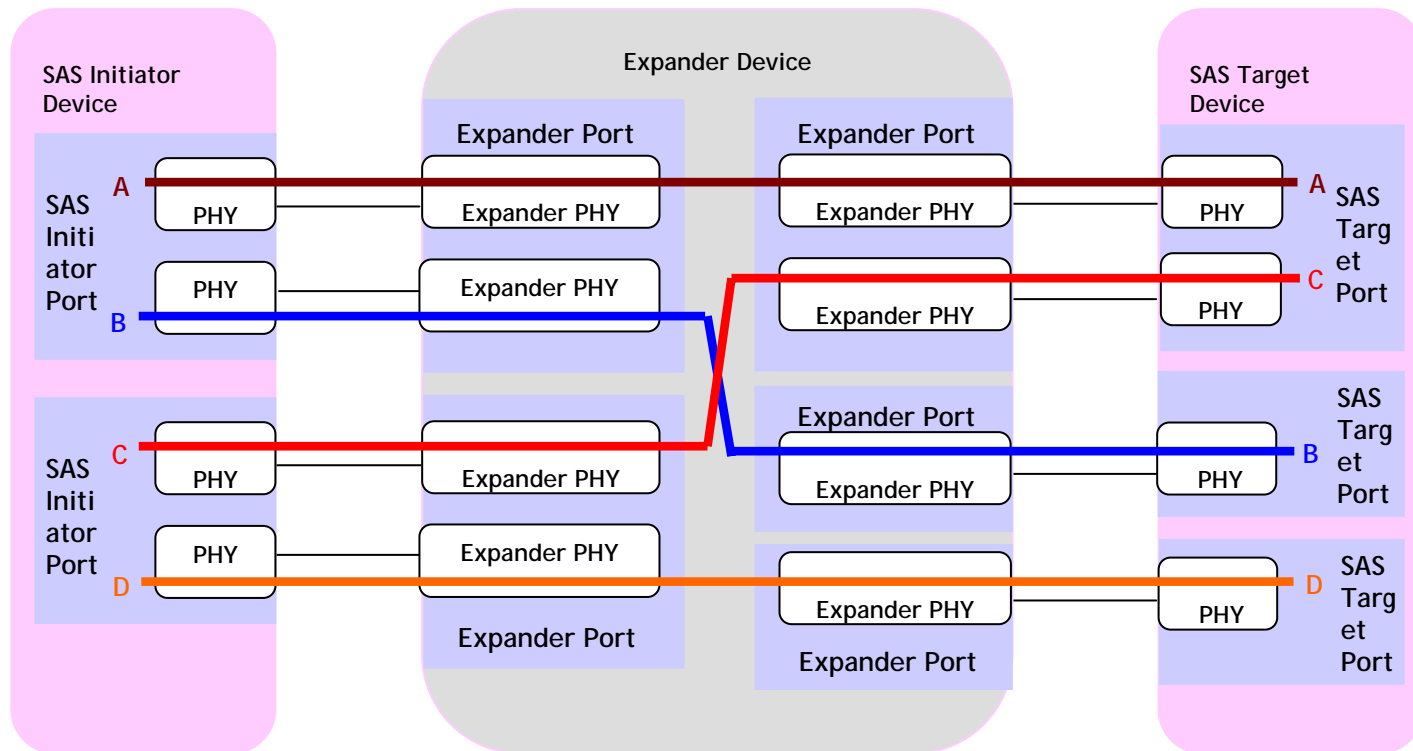 SAS Initiator
Device
A
PHY
SAS
Initi
ator
Port
PHY
B
C
PHY
SAS
Initi
ator
Port
PHY
D
Expander Device
Expander Port
Expander PHY
Expander PHY
Expander PHY
Expander PHY
Expander Port
Expander Port
Expander PHY
Expander PHY
Expander Port
Expander PHY
Expander PHY
Expander Port
SAS Target
Device
A
PHY
SAS
Targ
et
Port
C
PHY
SAS
Targ
et
Port
B
PHY
SAS
Targ
et
Port
D
PHY